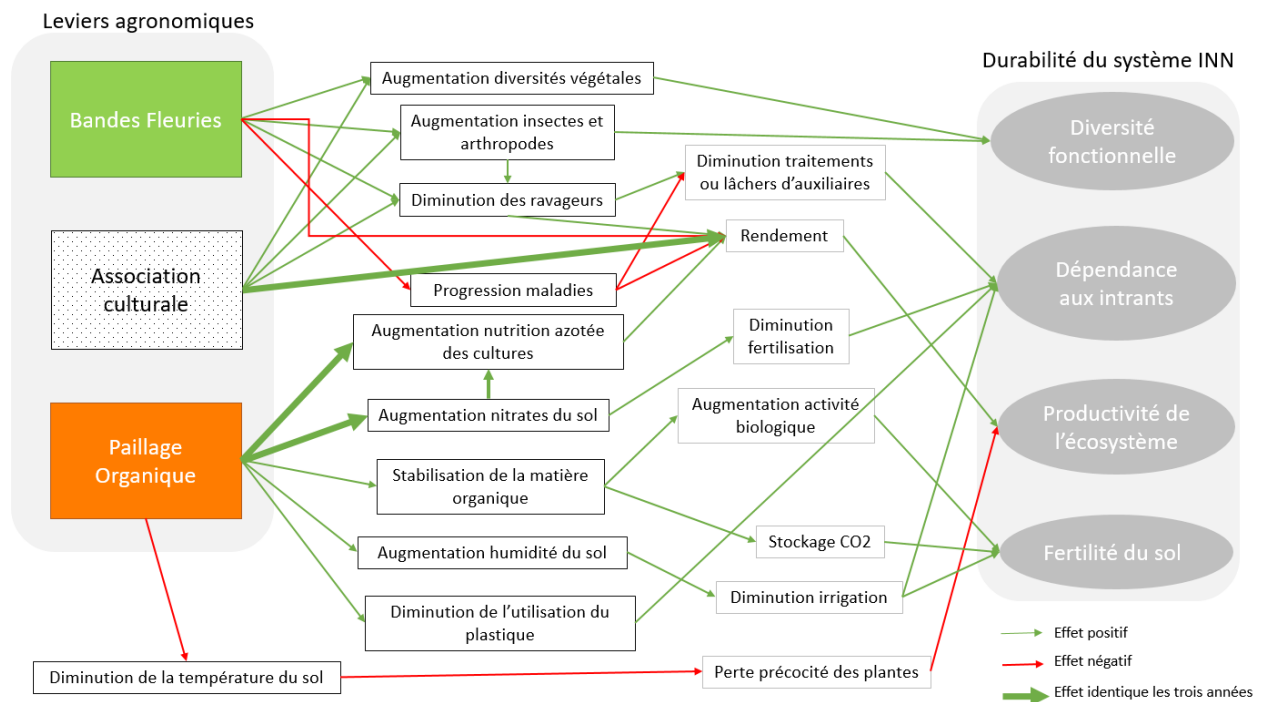 Leviers agronomiques
Bandes Fleuries
Association
culturale
Paillage
Organique
Augmentation diversités végétales
Augmentation insectes et
arthropodes
Diminution des ravageurs
Progression maladies
Augmentation nutrition azotée
des cultures
Augmentation nitrates du sol
Stabilisation de la matière
organique
Augmentation humidité du sol
Diminution de l’utilisation du
plastique
Diminution de la température du sol
Diminution traitements
ou lâchers d’auxiliaires
Rendement
Diminution
fertilisation
Augmentation activité
biologique
Stockage CO2
Diminution irrigation
Perte précocité des plantes
Durabilité du système INN
Diversité
fonctionnelle
Dépendance
aux intrants
Productivité de
l’écosystème
Fertilité du sol
Effet positif
Effet négatif
Effet identique les trois années